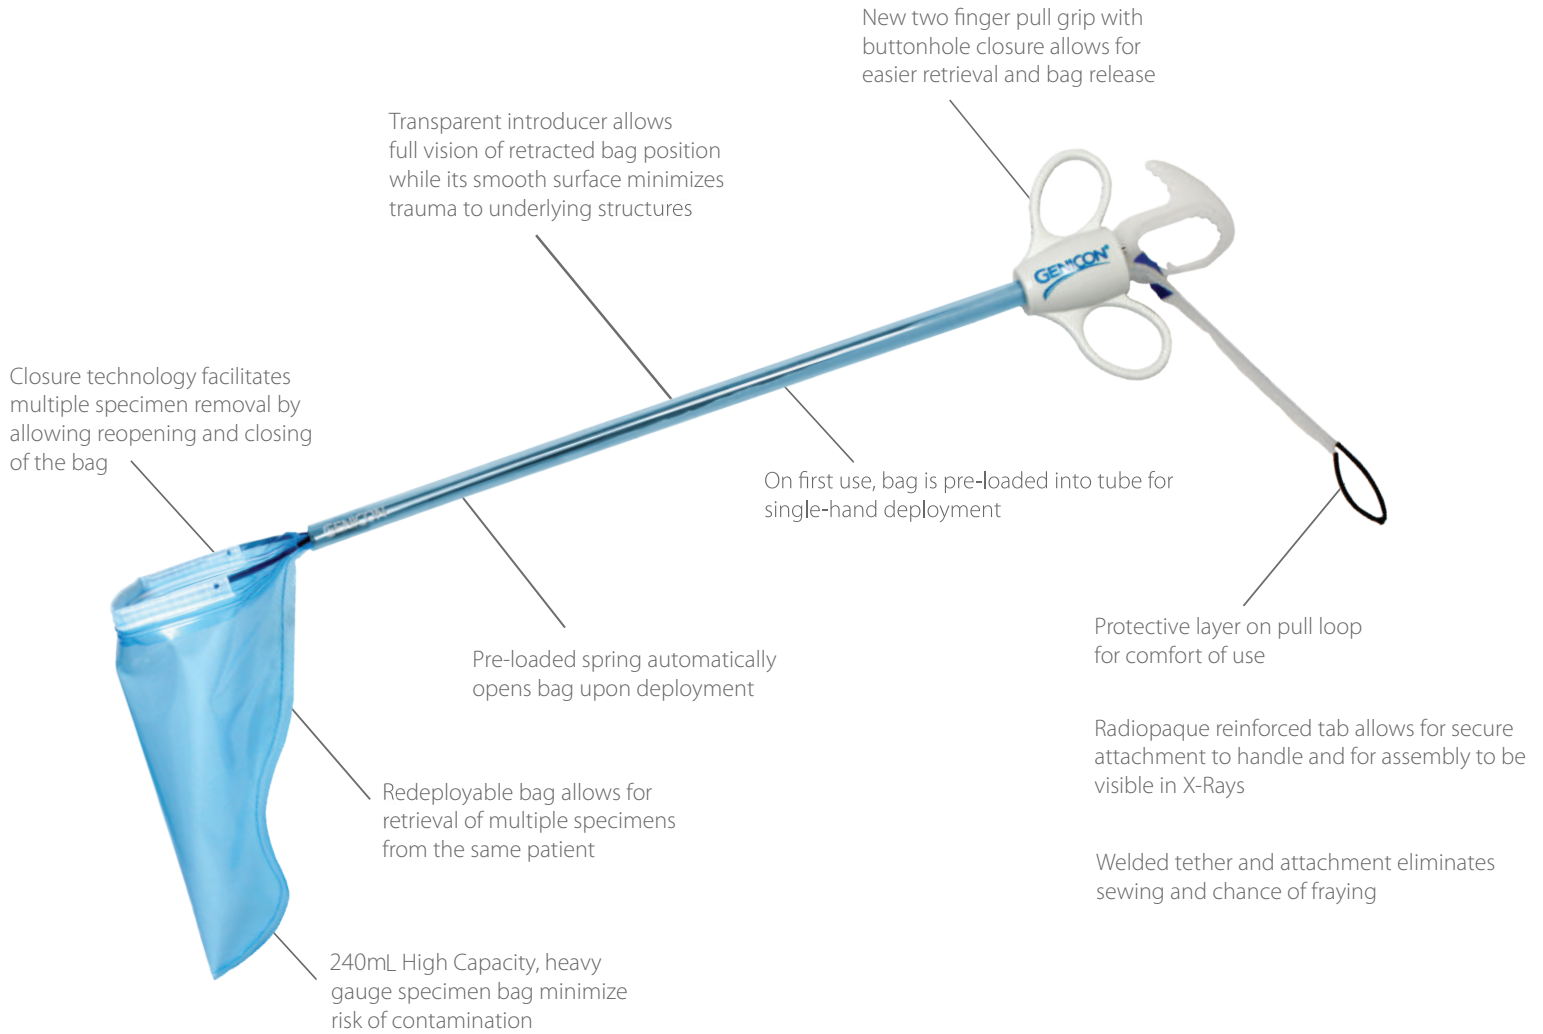 New two finger pull grip with
buttonhole closure allows for
easier retrieval and bag release
Transparent introducer allows
full vision of retracted bag position
while its smooth surface minimizes
trauma to underlying structures
GENICON®
Closure technology facilitates
multiple specimen removal by
allowing reopening and closing
of the bag
On first use, bag is pre-loaded into tube for
single-hand deployment
GENICON
Protective layer on pull loop
for comfort of use
Pre-loaded spring automatically
opens bag upon deployment
Radiopaque reinforced tab allows for secure
attachment to handle and for assembly to be
visible in X-Rays
Redeployable bag allows for
retrieval of multiple specimens
from the same patient
Welded tether and attachment eliminates
sewing and chance of fraying
240mL High Capacity, heavy
gauge specimen bag minimize
risk of contamination